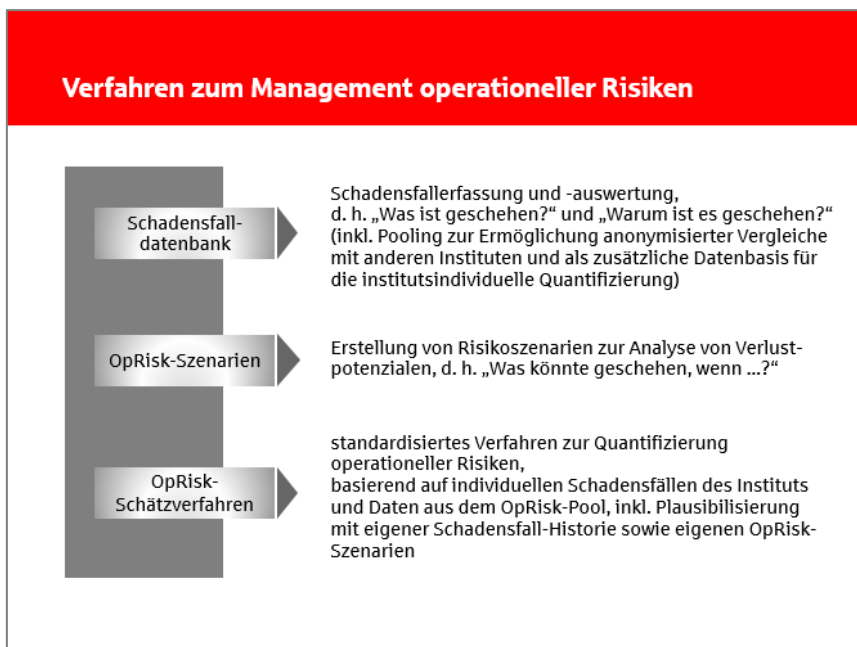 Verfahren zum Management operationeller Risiken
Schadensfall-
datenbank
Schadensfallerfassung und -auswertung,
d. h. „Was ist geschehen?“ und „Warum ist es geschehen?“
(inkl. Pooling zur Ermöglichung anonymisierter Vergleiche
mit anderen Instituten und als zusätzliche Datenbasis für
die institutsindividuelle Quantifizierung)
OpRisk-Szenarien
Erstellung von Risikoszenarien zur Analyse von Verlust-
potenzialen, d. h. „Was könnte geschehen, wenn ...?“
OpRisk-
Schätzverfahren
standardisiertes Verfahren zur Quantifizierung
operationeller Risiken,
basierend auf individuellen Schadensfällen des Instituts
und Daten aus dem OpRisk-Pool, inkl. Plausibilisierung
mit eigener Schadensfall-Historie sowie eigenen OpRisk-
Szenarien